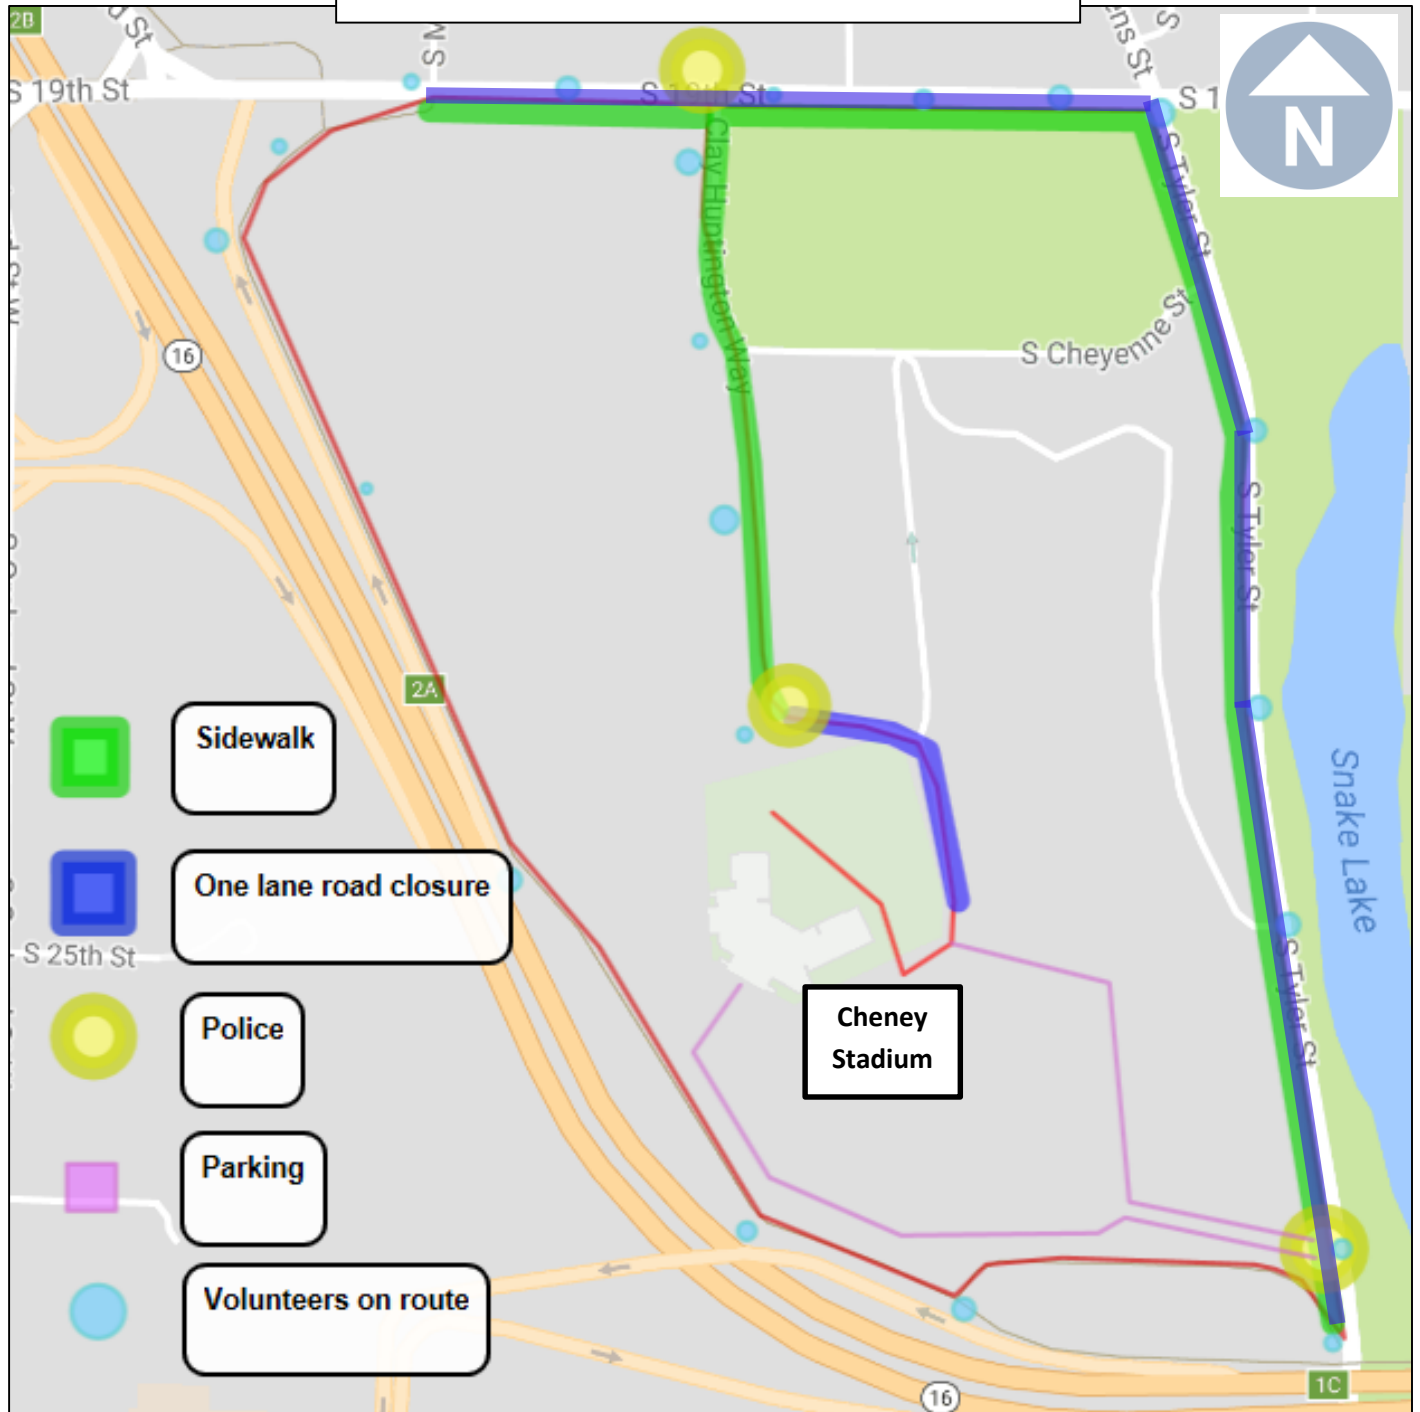 2B
S 19th St
S 19th St
S 1
N
S Tyler St
Clay Huntington Way
S Cheyenne St
16
S Tyler St
2A
Sidewalk
One lane road closure
Snake Lake
S 25th St
S Tyler St
Police
Cheney
Stadium
Parking
Volunteers on route
16
1C